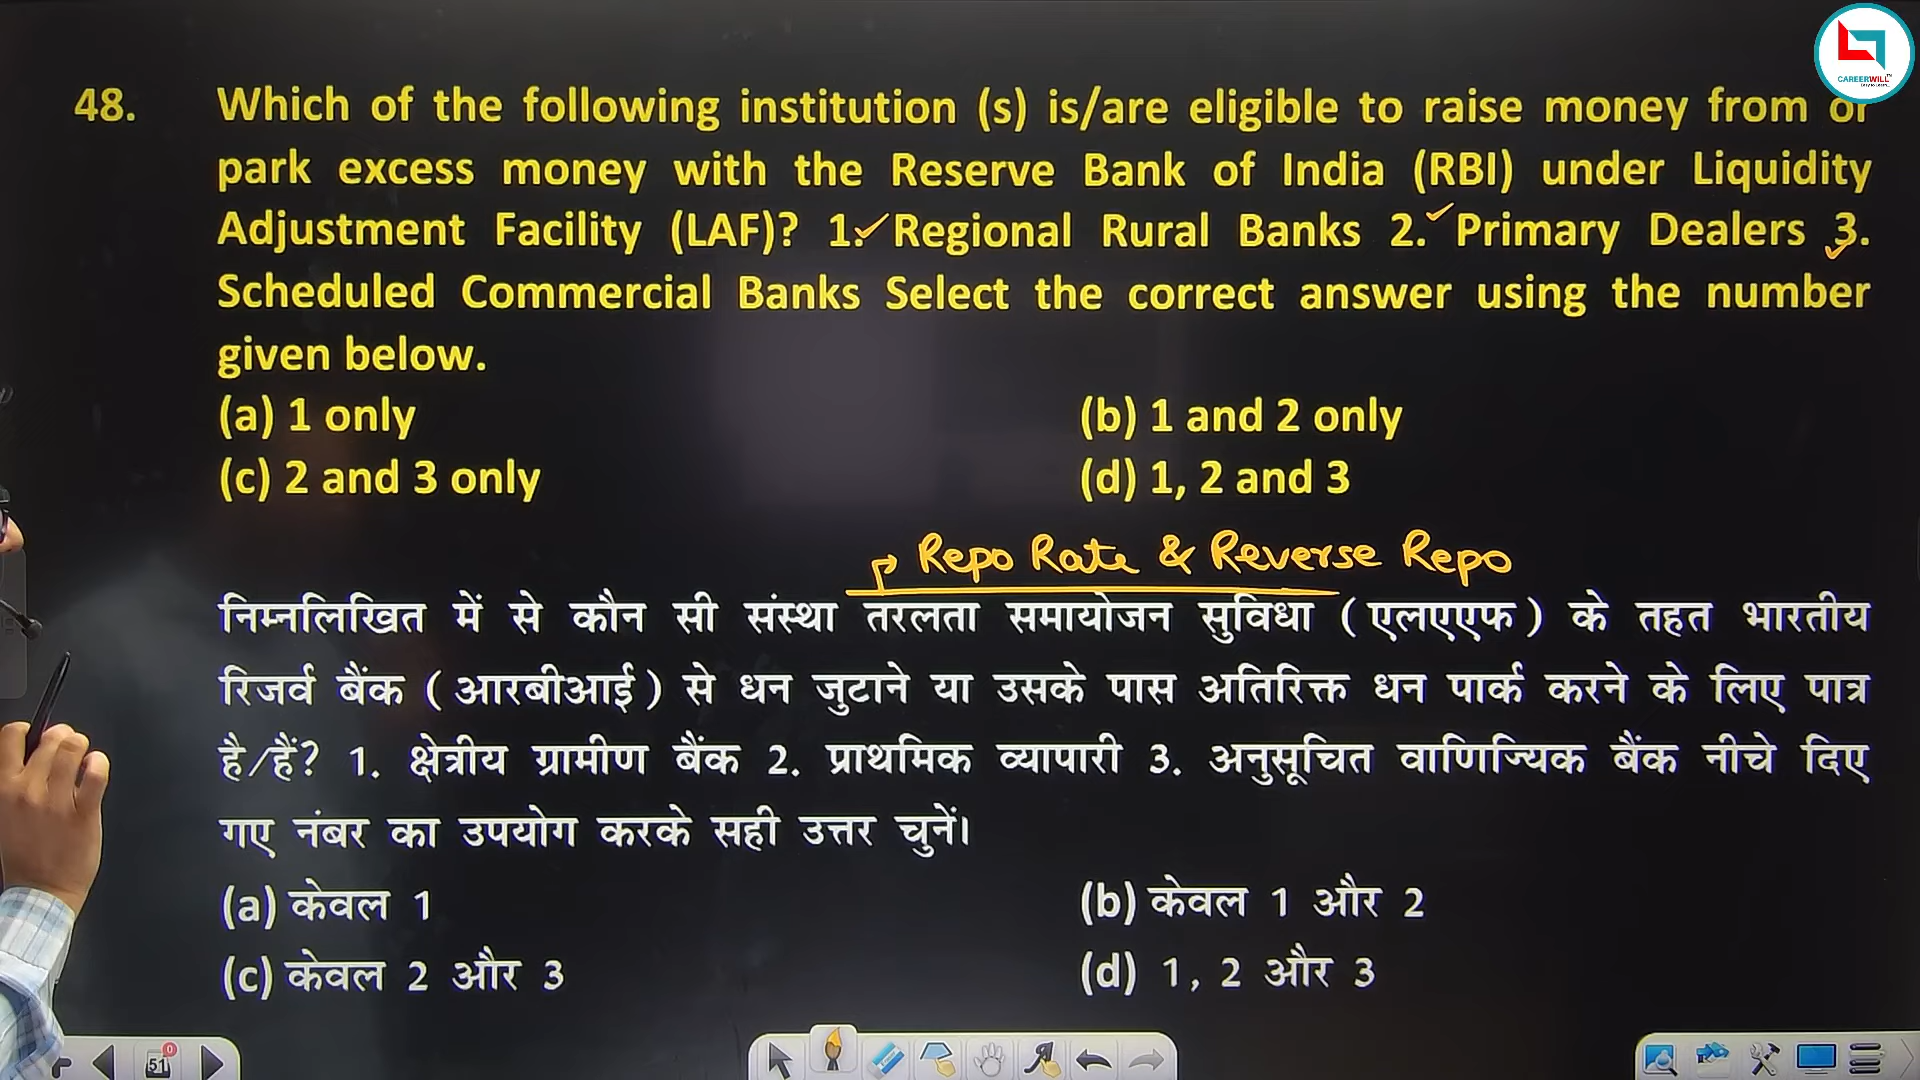 CAREERWILL
48. Which of the following institution (s) is/are eligible to raise money from or
park excess money with the Reserve Bank of India (RBI) under Liquidity
Adjustment Facility (LAF)? 1. Regional Rural Banks 2. Primary Dealers 3.
Scheduled Commercial Banks Select the correct answer using the number
given below.
(a) 1 only (b) 1 and 2 only
(c) 2 and 3 only (d) 1, 2 and 3
Repo Rate & Reverse Repo
निम्नलिखित में से कौन सी संस्था तरलता समायोजन सुविधा (एलएएफ) के तहत भारतीय
रिजर्व बैंक (आरबीआई) से धन जुटाने या उसके पास अतिरिक्त धन पार्क करने के लिए पात्र
है/हैं? 1. क्षेत्रीय ग्रामीण बैंक 2. प्राथमिक व्यापारी 3. अनुसूचित वाणिज्यिक बैंक नीचे दिए
गए नंबर का उपयोग करके सही उत्तर चुनें।
(a) केवल 1 (b) केवल 1 और 2
(c) केवल 2 और 3 (d) 1, 2 और 3
51 0